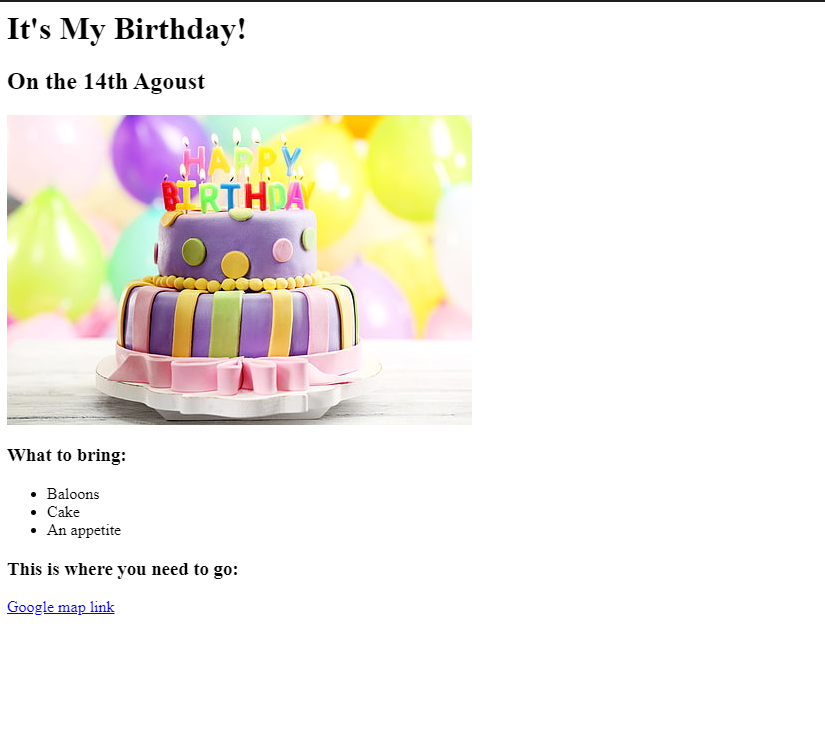 It's My Birthday!
On the 14th Agoust
HAPPY
BIRTHDAY
What to bring:
Baloons
Cake
An appetite
This is where you need to go:
Google map link